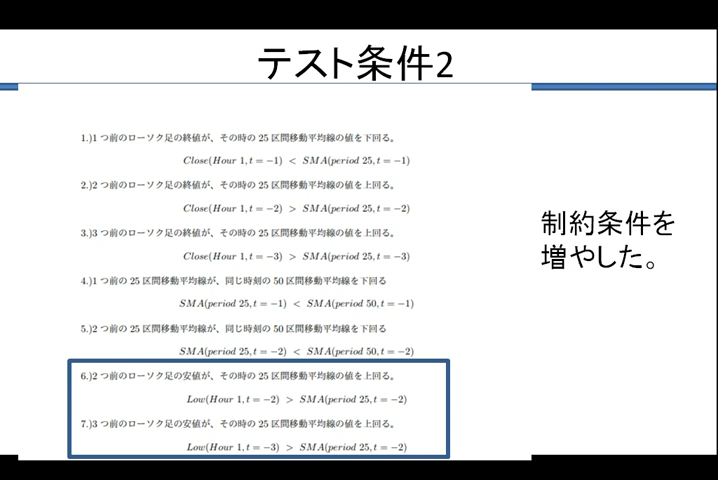 テスト条件2
1.)1 つ前のローソク足の終値が、その時の 25 区間移動平均線の値を下回る。
Close(Hour 1, t = −1) < SMA(period 25, t = −1)
2.)2 つ前のローソク足の終値が、その時の 25 区間移動平均線の値を上回る。
Close(Hour 1, t = −2) > SMA(period 25, t = −2)
3.)3 つ前のローソク足の終値が、その時の 25 区間移動平均線の値を上回る。
Close(Hour 1, t = −3) > SMA(period 25, t = −3)
4.)1 つ前の 25 区間移動平均線が、同じ時刻の 50 区間移動平均線を下回る
SMA(period 25, t = −1) < SMA(period 50, t = −1)
5.)2 つ前の 25 区間移動平均線が、同じ時刻の 50 区間移動平均線を下回る
SMA(period 25, t = −2) < SMA(period 50, t = −2)
6.)2 つ前のローソク足の安値が、その時の 25 区間移動平均線の値を上回る。
Low(Hour 1, t = −2) > SMA(period 25, t = −2)
7.)3 つ前のローソク足の安値が、その時の 25 区間移動平均線の値を上回る。
Low(Hour 1, t = −3) > SMA(period 25, t = −2)
制約条件を
増やした。